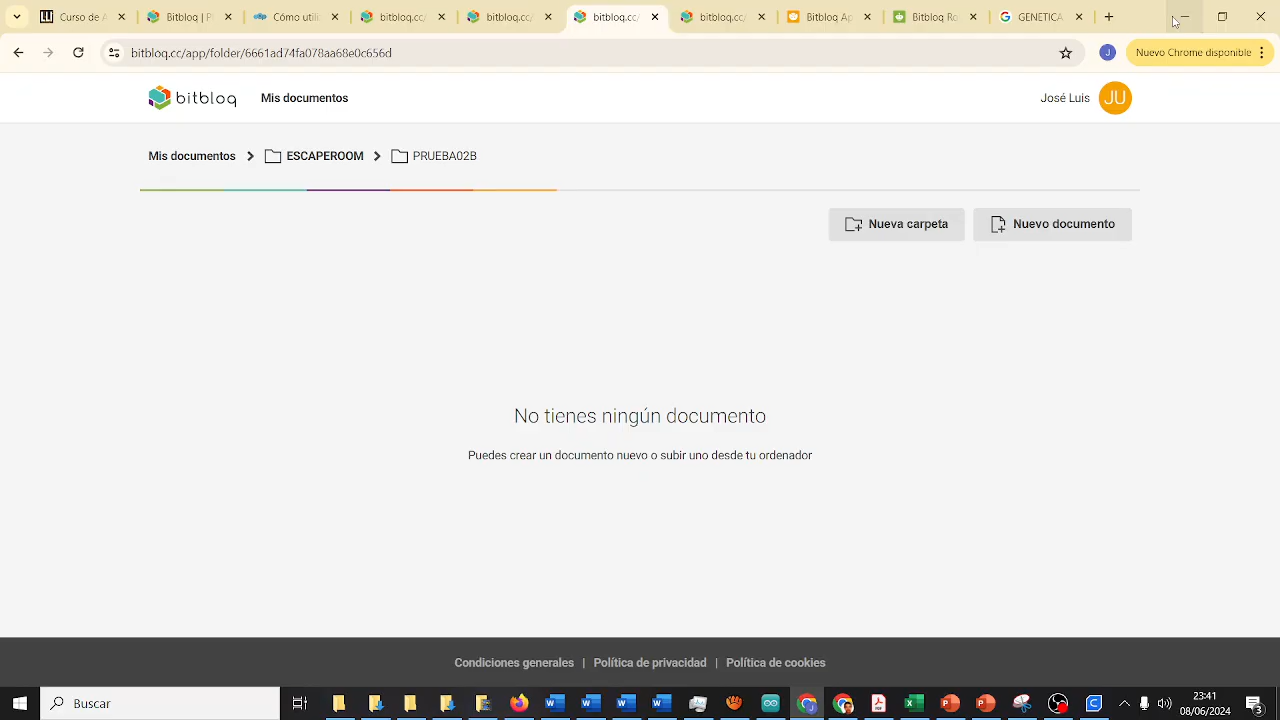 Curso de A
Bitbloq | Pl
Cómo utili
bitbloq.cc/
bitbloq.cc/
bitbloq.cc/
bitbloq.cc/
Bitbloq Ap
Bitbloq Ro
GENETICA
bitbloq.cc/app/folder/6661ad74fa078aa68e0c656d
J
Nuevo Chrome disponible
bitbloq
Mis documentos
José Luis
JU
Mis documentos
ESCAPEROOM
PRUEBA02B
Nueva carpeta
Nuevo documento
No tienes ningún documento
Puedes crear un documento nuevo o subir uno desde tu ordenador
Condiciones generales | Política de privacidad | Política de cookies
Buscar
23:41
08/06/2024
3